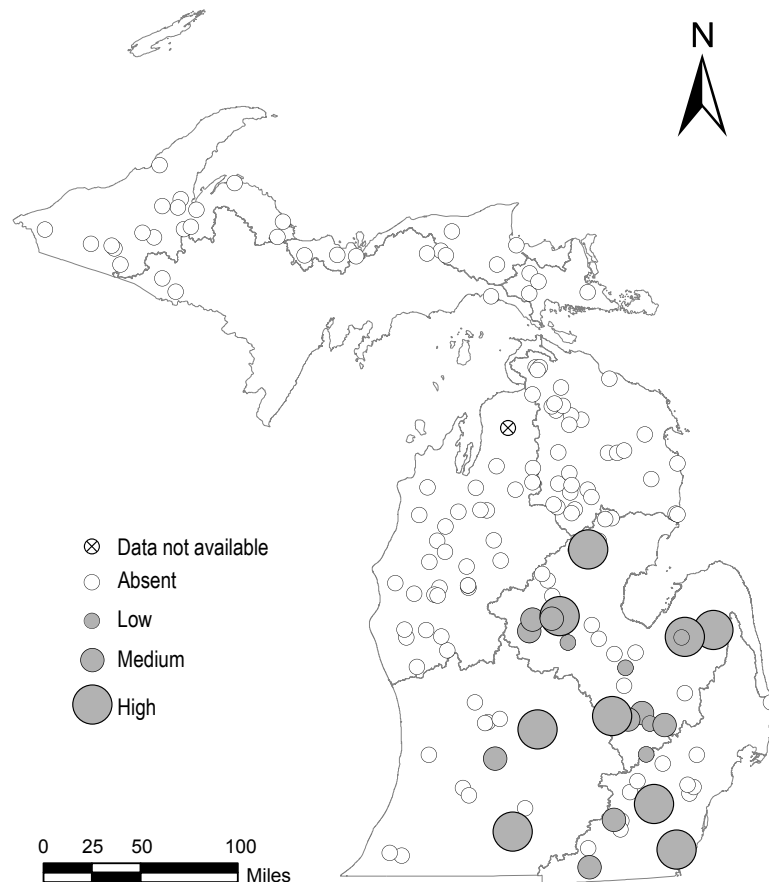 N
Data not available
Absent
Low
Medium
High
0 25 50 100
Miles